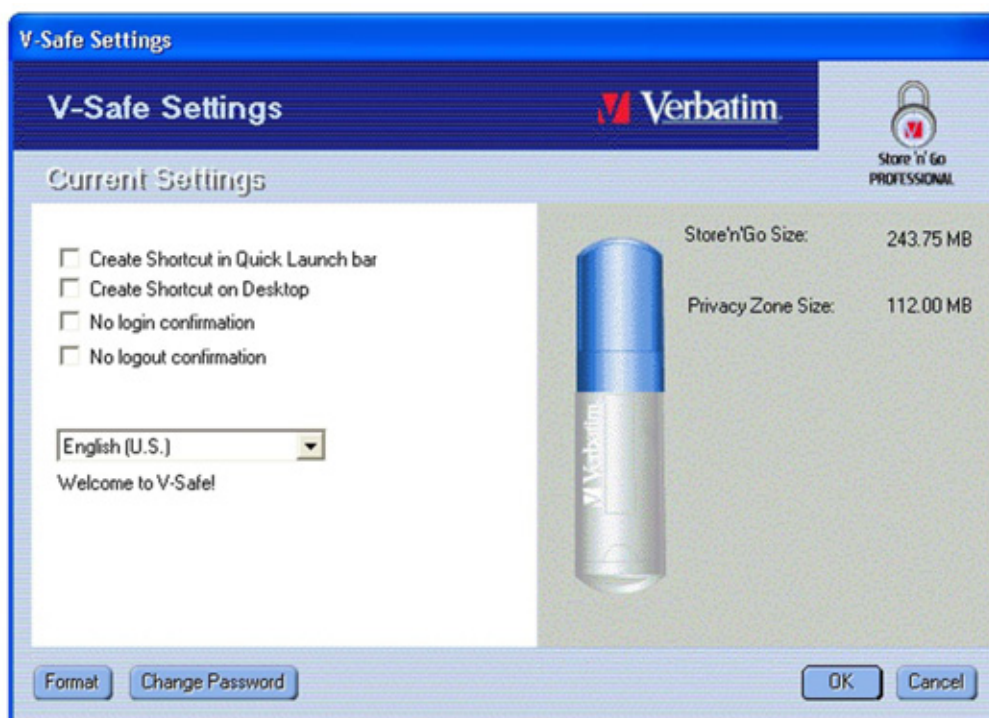 V-Safe Settings
V-Safe Settings
Verbatim
Store 'n' Go
PROFESSIONAL
Current Settings
Create Shortcut in Quick Launch bar
Create Shortcut on Desktop
No login confirmation
No logout confirmation
English (U.S.)
Welcome to V-Safe!
Store'n'Go Size: 243.75 MB
Privacy Zone Size: 112.00 MB
Verbatim
Format
Change Password
OK
Cancel